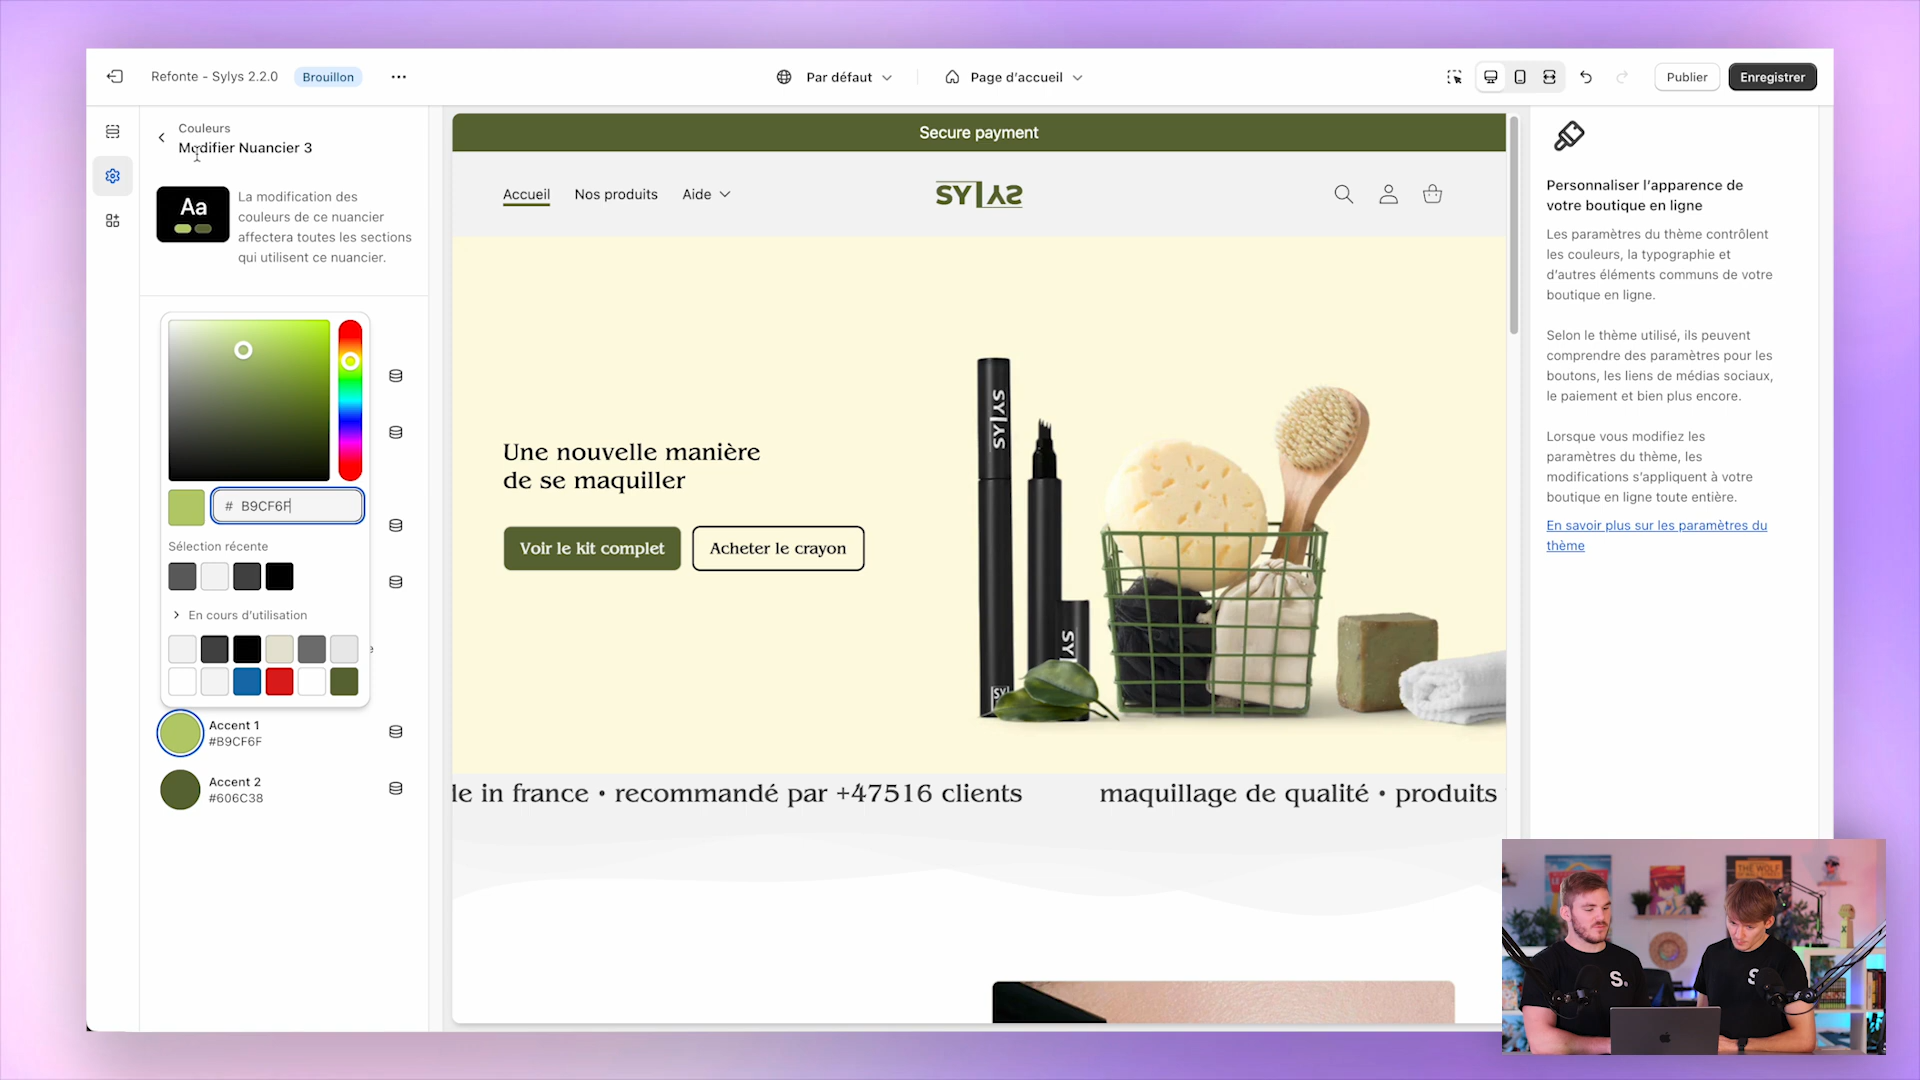 Refonte - Sylys 2.2.0
Brouillon
Par défaut
Page d'accueil
Publier
Enregistrer
Couleurs
Modifier Nuancier 3
Aa
La modification des
couleurs de ce nuancier
affectera toutes les sections
qui utilisent ce nuancier.
# B9CF6F
Sélection récente
En cours d'utilisation
Accent 1
#B9CF6F
Accent 2
#606C38
Secure payment
Accueil
Nos produits
Aide
SYLYS
Une nouvelle manière
de se maquiller
Voir le kit complet
Acheter le crayon
SYLYS
SYL
SYL
le in france • recommandé par +47516 clients
maquillage de qualité • produits
Personnaliser l'apparence de
votre boutique en ligne
Les paramètres du thème contrôlent
les couleurs, la typographie et
d'autres éléments communs de votre
boutique en ligne.
Selon le thème utilisé, ils peuvent
comprendre des paramètres pour les
boutons, les liens de médias sociaux,
le paiement et bien plus encore.
Lorsque vous modifiez les
paramètres du thème, les
modifications s'appliquent à votre
boutique en ligne toute entière.
En savoir plus sur les paramètres du
thème
THE WOLF
S.
S